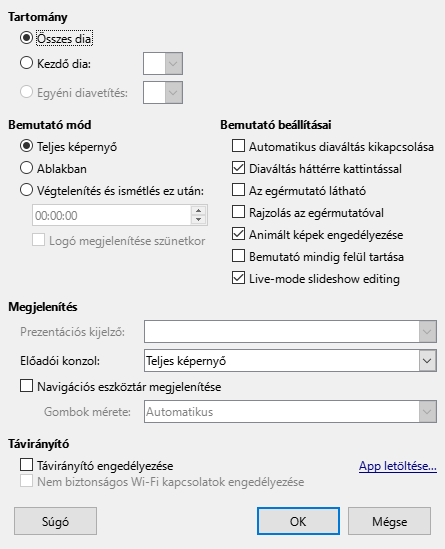 Tartomány
Összes dia
Kezdő dia:
Egyéni diavetítés:
Bemutató mód
Teljes képernyő
Ablakban
Végtelenítés és ismétlés ez után:
00:00:00
Logó megjelenítése szünetkor
Bemutató beállításai
Automatikus diaváltás kikapcsolása
Diaváltás háttérre kattintással
Az egérmutató látható
Rajzolás az egérmutatóval
Animált képek engedélyezése
Bemutató mindig felül tartása
Live-mode slideshow editing
Megjelenítés
Prezentációs kijelző:
Előadói konzol: Teljes képernyő
Navigációs eszköztár megjelenítése
Gombok mérete: Automatikus
Távirányító
Távirányító engedélyezése App letöltése...
Nem biztonságos Wi-Fi kapcsolatok engedélyezése
Súgó OK Mégse